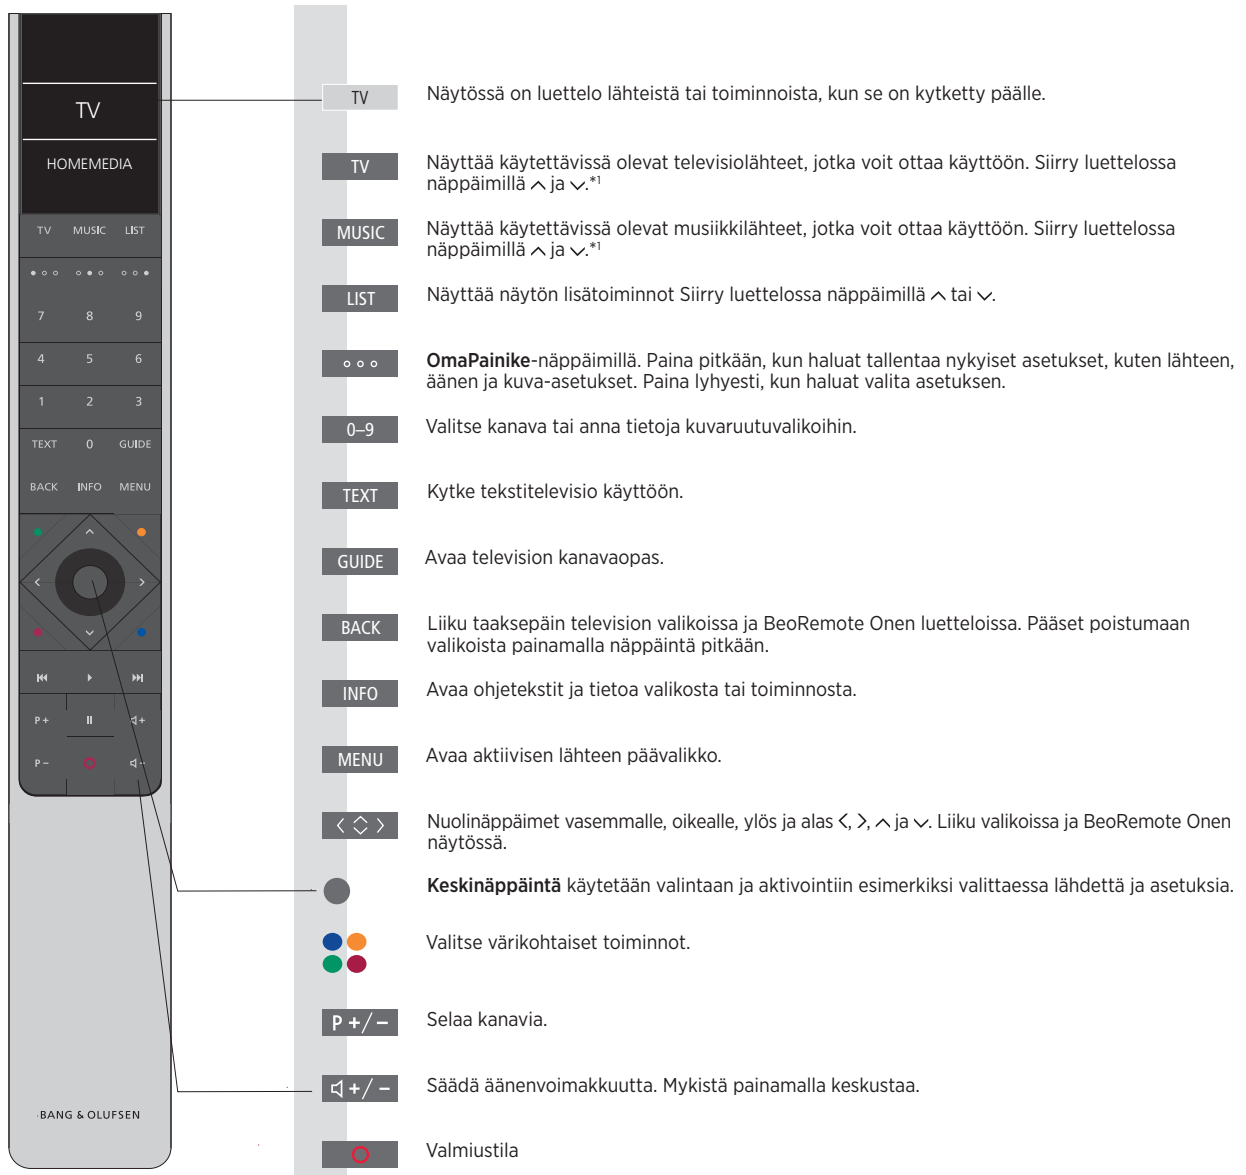 TV
HOMEMEDIA
TV MUSIC LIST
7 8 9
4 5 6
1 2 3
TEXT 0 GUIDE
BACK INFO MENU
P+
P−
BANG & OLUFSEN
TV Näytössä on luettelo lähteistä tai toiminnoista, kun se on kytketty päälle.
TV Näyttää käytettävissä olevat televisiolähteet, jotka voit ottaa käyttöön. Siirry luettelossa
näppäimillä ja .*1
MUSIC Näyttää käytettävissä olevat musiikkilähteet, jotka voit ottaa käyttöön. Siirry luettelossa
näppäimillä ja .*1
LIST Näyttää näytön lisätoiminnot Siirry luettelossa näppäimillä tai .
OmaPainike-näppäimillä. Paina pitkään, kun haluat tallentaa nykyiset asetukset, kuten lähteen,
äänen ja kuva-asetukset. Paina lyhyesti, kun haluat valita asetuksen.
0–9 Valitse kanava tai anna tietoja kuvaruutuvalikoihin.
TEXT Kytke tekstitelevisio käyttöön.
GUIDE Avaa television kanavaopas.
BACK Liiku taaksepäin television valikoissa ja BeoRemote Onen luetteloissa. Pääset poistumaan
valikoista painamalla näppäintä pitkään.
INFO Avaa ohjetekstit ja tietoa valikosta tai toiminnosta.
MENU Avaa aktiivisen lähteen päävalikko.
Nuolinäppäimet vasemmalle, oikealle, ylös ja alas , , ja . Liiku valikoissa ja BeoRemote Onen
näytössä.
Keskinäppäintä käytetään valintaan ja aktivointiin esimerkiksi valittaessa lähdettä ja asetuksia.
Valitse värikohtaiset toiminnot.
P +/− Selaa kanavia.
+/− Säädä äänenvoimakkuutta. Mykistä painamalla keskustaa.
Valmiustila